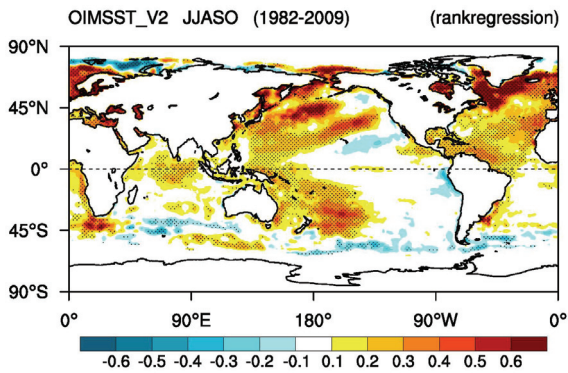 OIMSST_V2 JJASO (1982-2009) (rankregression)
90°N
45°N
0°
45°S
90°S
0° 90°E 180° 90°W 0°
-0.6 -0.5 -0.4 -0.3 -0.2 -0.1 0.1 0.2 0.3 0.4 0.5 0.6